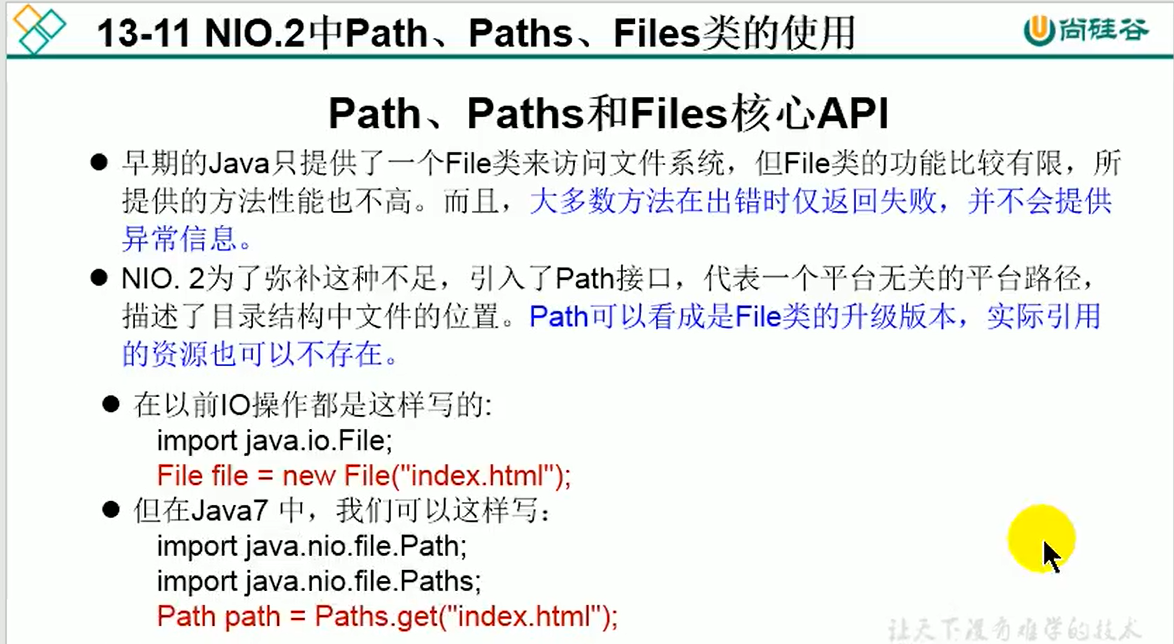 13-11 NIO.2中Path、Paths、Files类的使用
尚硅谷
Path、Paths和Files核心API
早期的Java只提供了一个File类来访问文件系统，但File类的功能比较有限，所
提供的方法性能也不高。而且，大多数方法在出错时仅返回失败，并不会提供
异常信息。
NIO. 2为了弥补这种不足，引入了Path接口，代表一个平台无关的平台路径，
描述了目录结构中文件的位置。Path可以看成是File类的升级版本，实际引用
的资源也可以不存在。
在以前IO操作都是这样写的:
import java.io.File;
File file = new File("index.html");
但在Java7 中，我们可以这样写：
import java.nio.file.Path;
import java.nio.file.Paths;
Path path = Paths.get("index.html");
让天下没有难学的技术